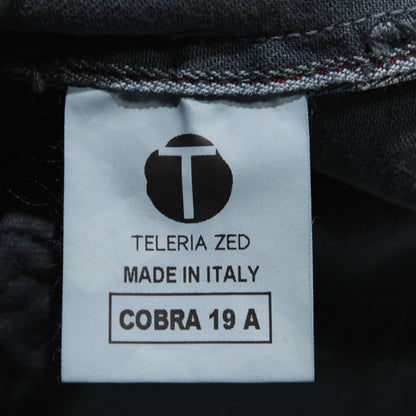 T
TELERIA ZED
MADE IN ITALY
COBRA 19 A